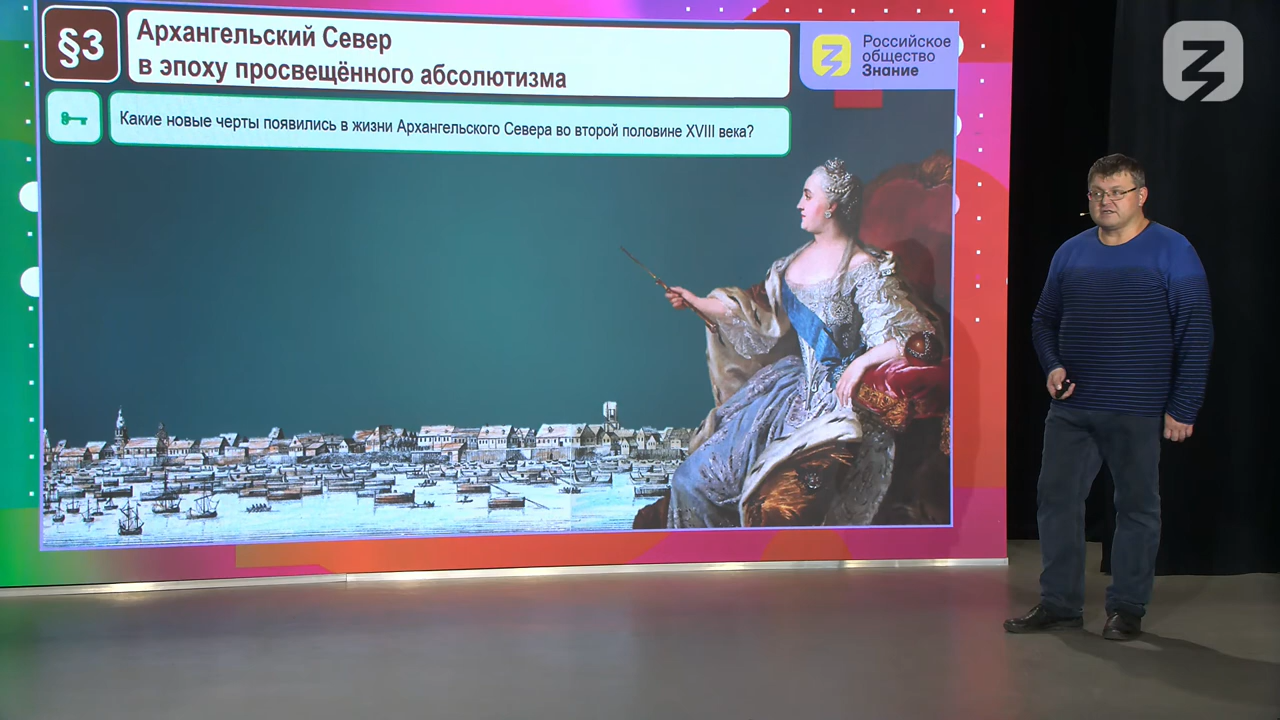 §3
Архангельский Север
в эпоху просвещённого абсолютизма
Российское
общество
Знание
Какие новые черты появились в жизни Архангельского Севера во второй половине XVIII века?